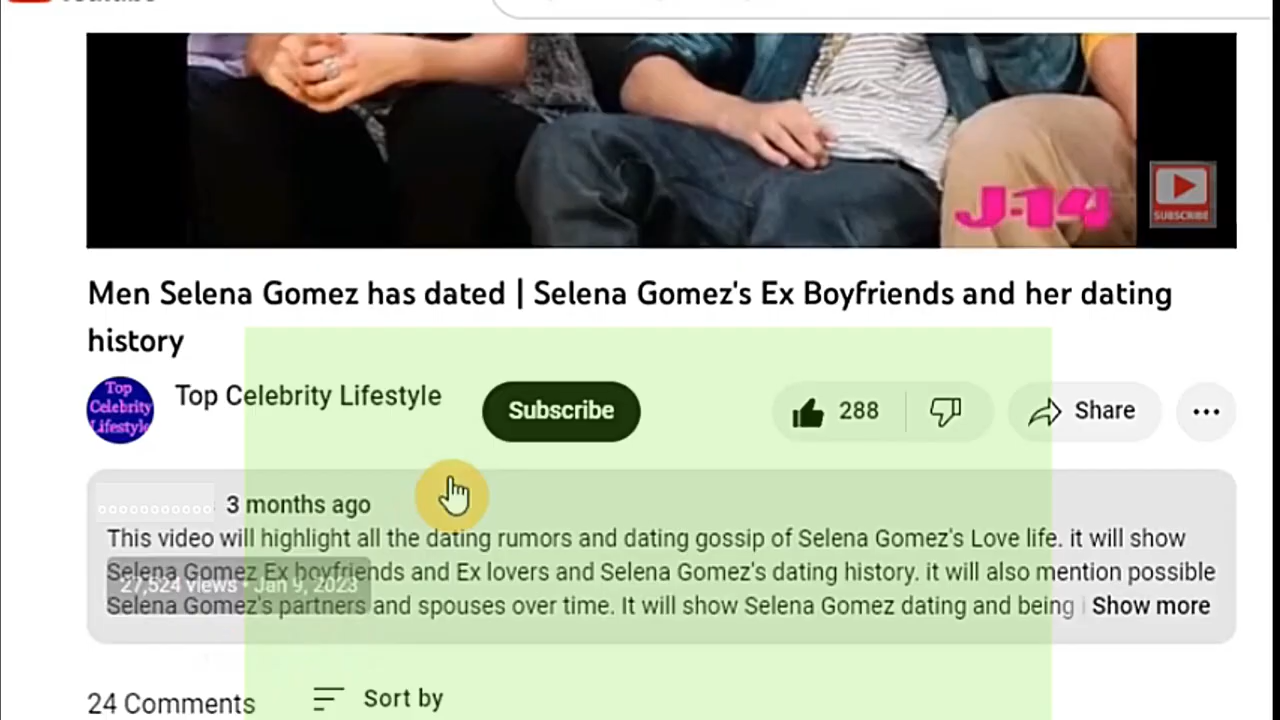 J-14
SUBSCRIBE
Men Selena Gomez has dated | Selena Gomez's Ex Boyfriends and her dating
history
Top
Celebrity
Lifestyle
Top Celebrity Lifestyle
Subscribe
288
Share
3 months ago
This video will highlight all the dating rumors and dating gossip of Selena Gomez's Love life. it will show
Selena Gomez Ex boyfriends and Ex lovers and Selena Gomez's dating history. it will also mention possible
27,524 views · Jan 9, 2023
Selena Gomez's partners and spouses over time. It will show Selena Gomez dating and being
Show more
24 Comments
Sort by